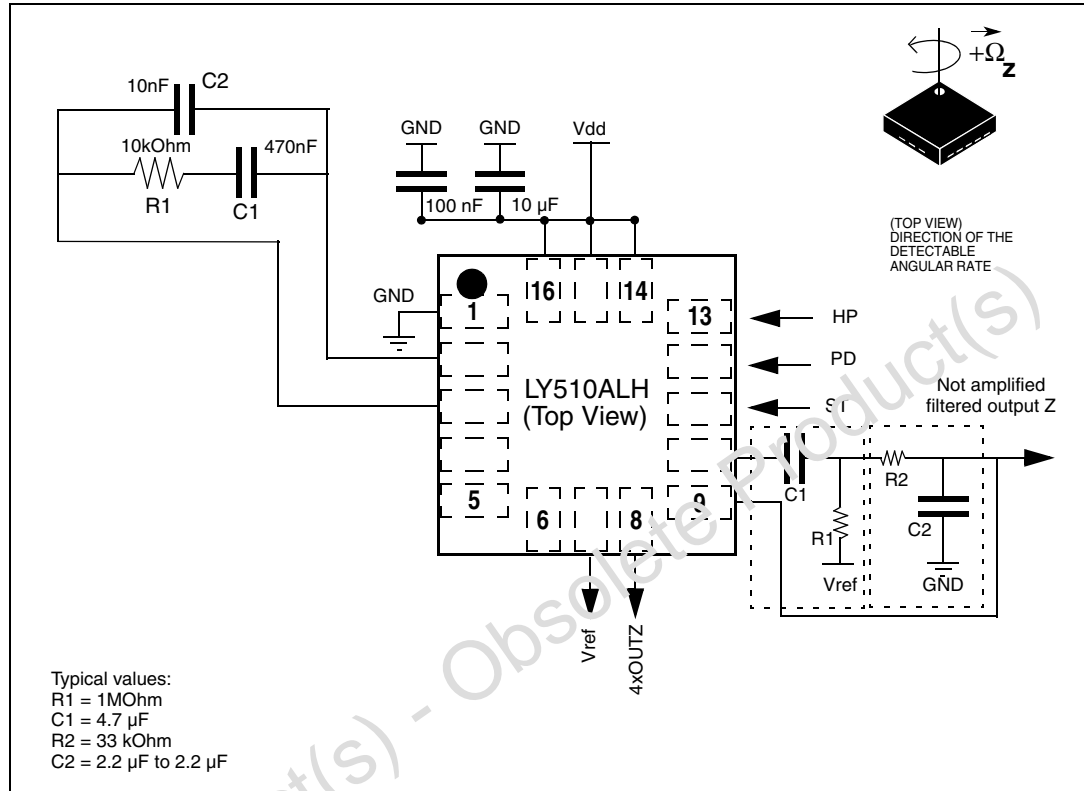 10nF
C2
10kOhm
470nF
R1
C1
GND
GND
Vdd
100 nF
10 µF
+Ω
Z
(TOP VIEW)
DIRECTION OF THE
DETECTABLE
ANGULAR RATE
GND
1
16
14
13
HP
PD
ST
LY510ALH
(Top View)
Not amplified
filtered output Z
5
6
8
9
C1
R2
R1
C2
Vref
GND
Vref
4xOUTZ
Typical values:
R1 = 1MOhm
C1 = 4.7 µF
R2 = 33 kOhm
C2 = 2.2 µF to 2.2 µF
ct(s) - Obsolete Product(s)